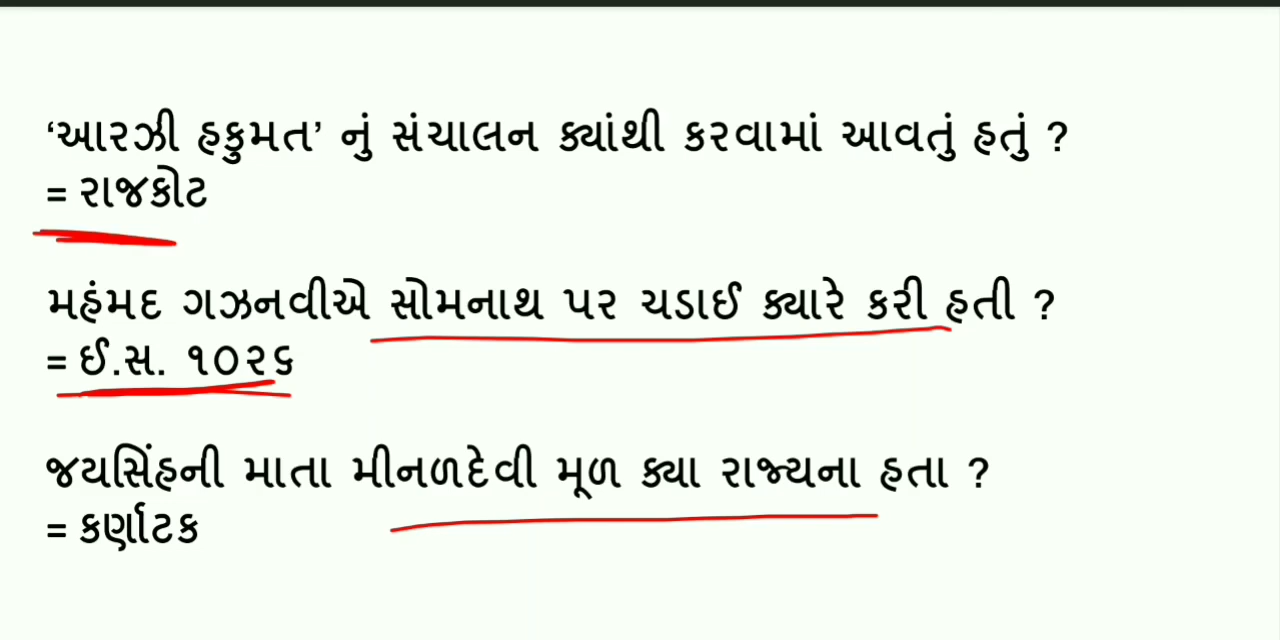 ‘આરઝી હકુમત’ નું સંચાલન ક્યાંથી કરવામાં આવતું હતું ?
= રાજકોટ
મહંમદ ગઝનવીએ સોમનાથ પર ચડાઈ ક્યારે કરી હતી ?
= ઈ.સ. ૧૦૨૬
જયસિંહની માતા મીનળદેવી મૂળ ક્યા રાજ્યના હતા ?
= કર્ણાટક